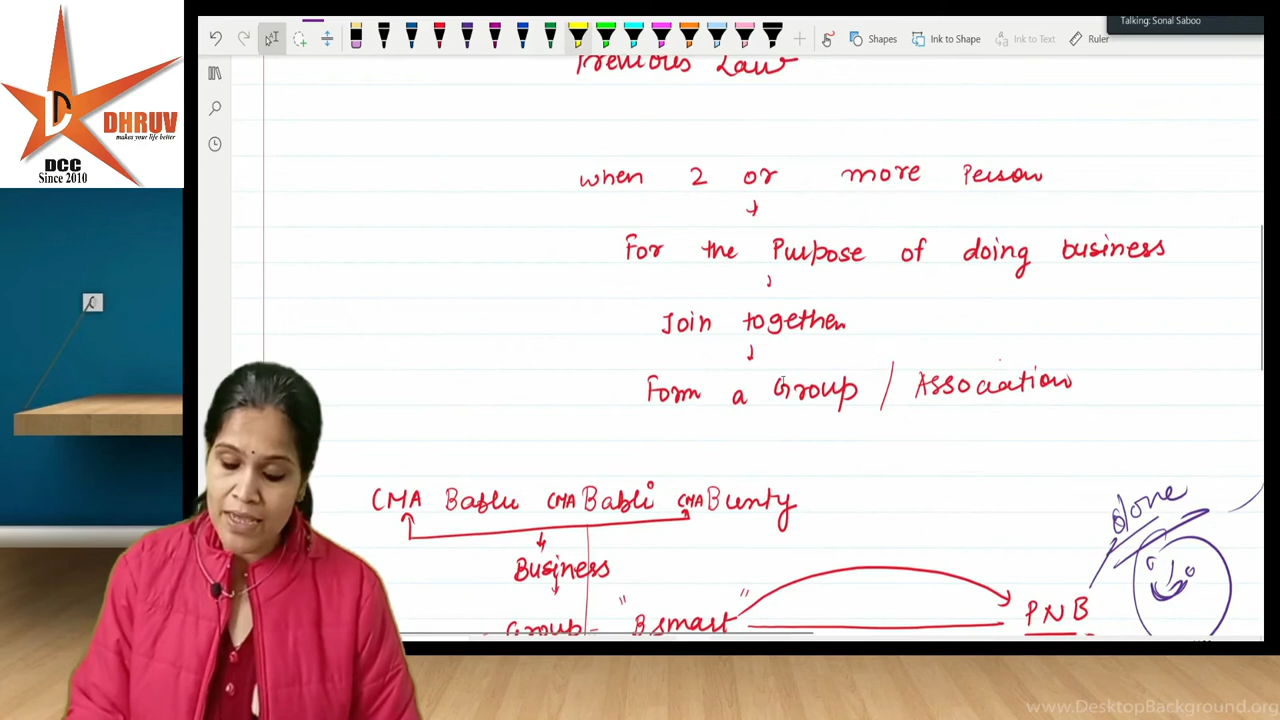 Talking: Sonal Saboo
Shapes
Ink to Shape
Ink to Text
Ruler
D
DHRUV
makes your life better
DCC
Since 2010
Previous Law
when 2 or more Person
For the Purpose of doing business
Join together
Form a Group / Association
CMA Bablu CMA Babli CMA Bunty
Business
Group - "B smart"
PNB
www.DesktopBackground.org